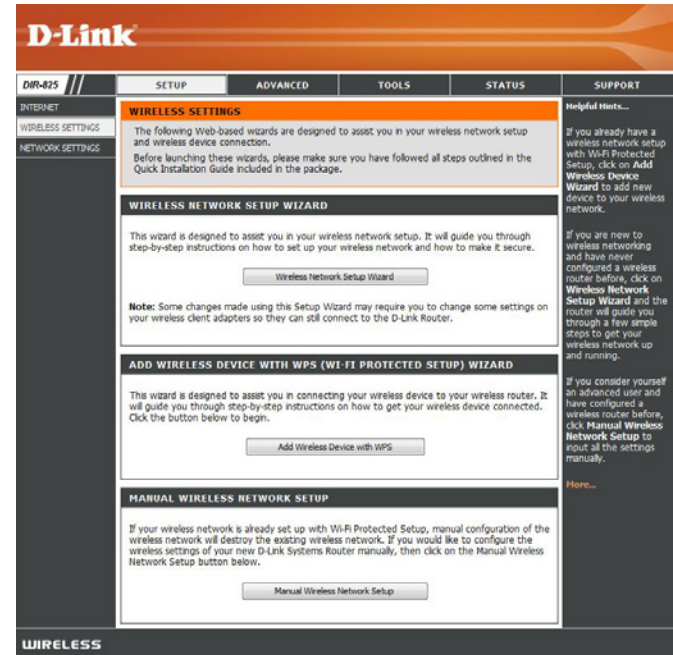 D-Link
DIR-825
SETUP
ADVANCED
TOOLS
STATUS
SUPPORT
INTERNET
WIRELESS SETTINGS
NETWORK SETTINGS
WIRELESS SETTINGS
The following Web-based wizards are designed to assist you in your wireless network setup
and wireless device connection.
Before launching these wizards, please make sure you have followed all steps outlined in the
Quick Installation Guide included in the package.
WIRELESS NETWORK SETUP WIZARD
This wizard is designed to assist you in your wireless network setup. It will guide you through
step-by-step instructions on how to set up your wireless network and how to make it secure.
Wireless Network Setup Wizard
Note: Some changes made using this Setup Wizard may require you to change some settings on
your wireless client adapters so they can still connect to the D-Link Router.
ADD WIRELESS DEVICE WITH WPS (WI-FI PROTECTED SETUP) WIZARD
This wizard is designed to assist you in connecting your wireless device to your wireless router. It
will guide you through step-by-step instructions on how to get your wireless device connected.
Click the button below to begin.
Add Wireless Device with WPS
MANUAL WIRELESS NETWORK SETUP
If your wireless network is already set up with Wi-Fi Protected Setup, manual confguration of the
wireless network will destroy the existing wireless network. If you would like to configure the
wireless settings of your new D-Link Systems Router manually, then click on the Manual Wireless
Network Setup button below.
Manual Wireless Network Setup
Helpful Hints...
If you already have a
wireless network setup
with Wi-Fi Protected
Setup, click on Add
Wireless Device
Wizard to add new
device to your wireless
network.
If you are new to
wireless networking
and have never
configured a wireless
router before, click on
Wireless Network
Setup Wizard and the
router will guide you
through a few simple
steps to get your
wireless network up
and running.
If you consider yourself
an advanced user and
have configured a
wireless router before,
click Manual Wireless
Network Setup to
input all the settings
manually.
More...
WIRELESS